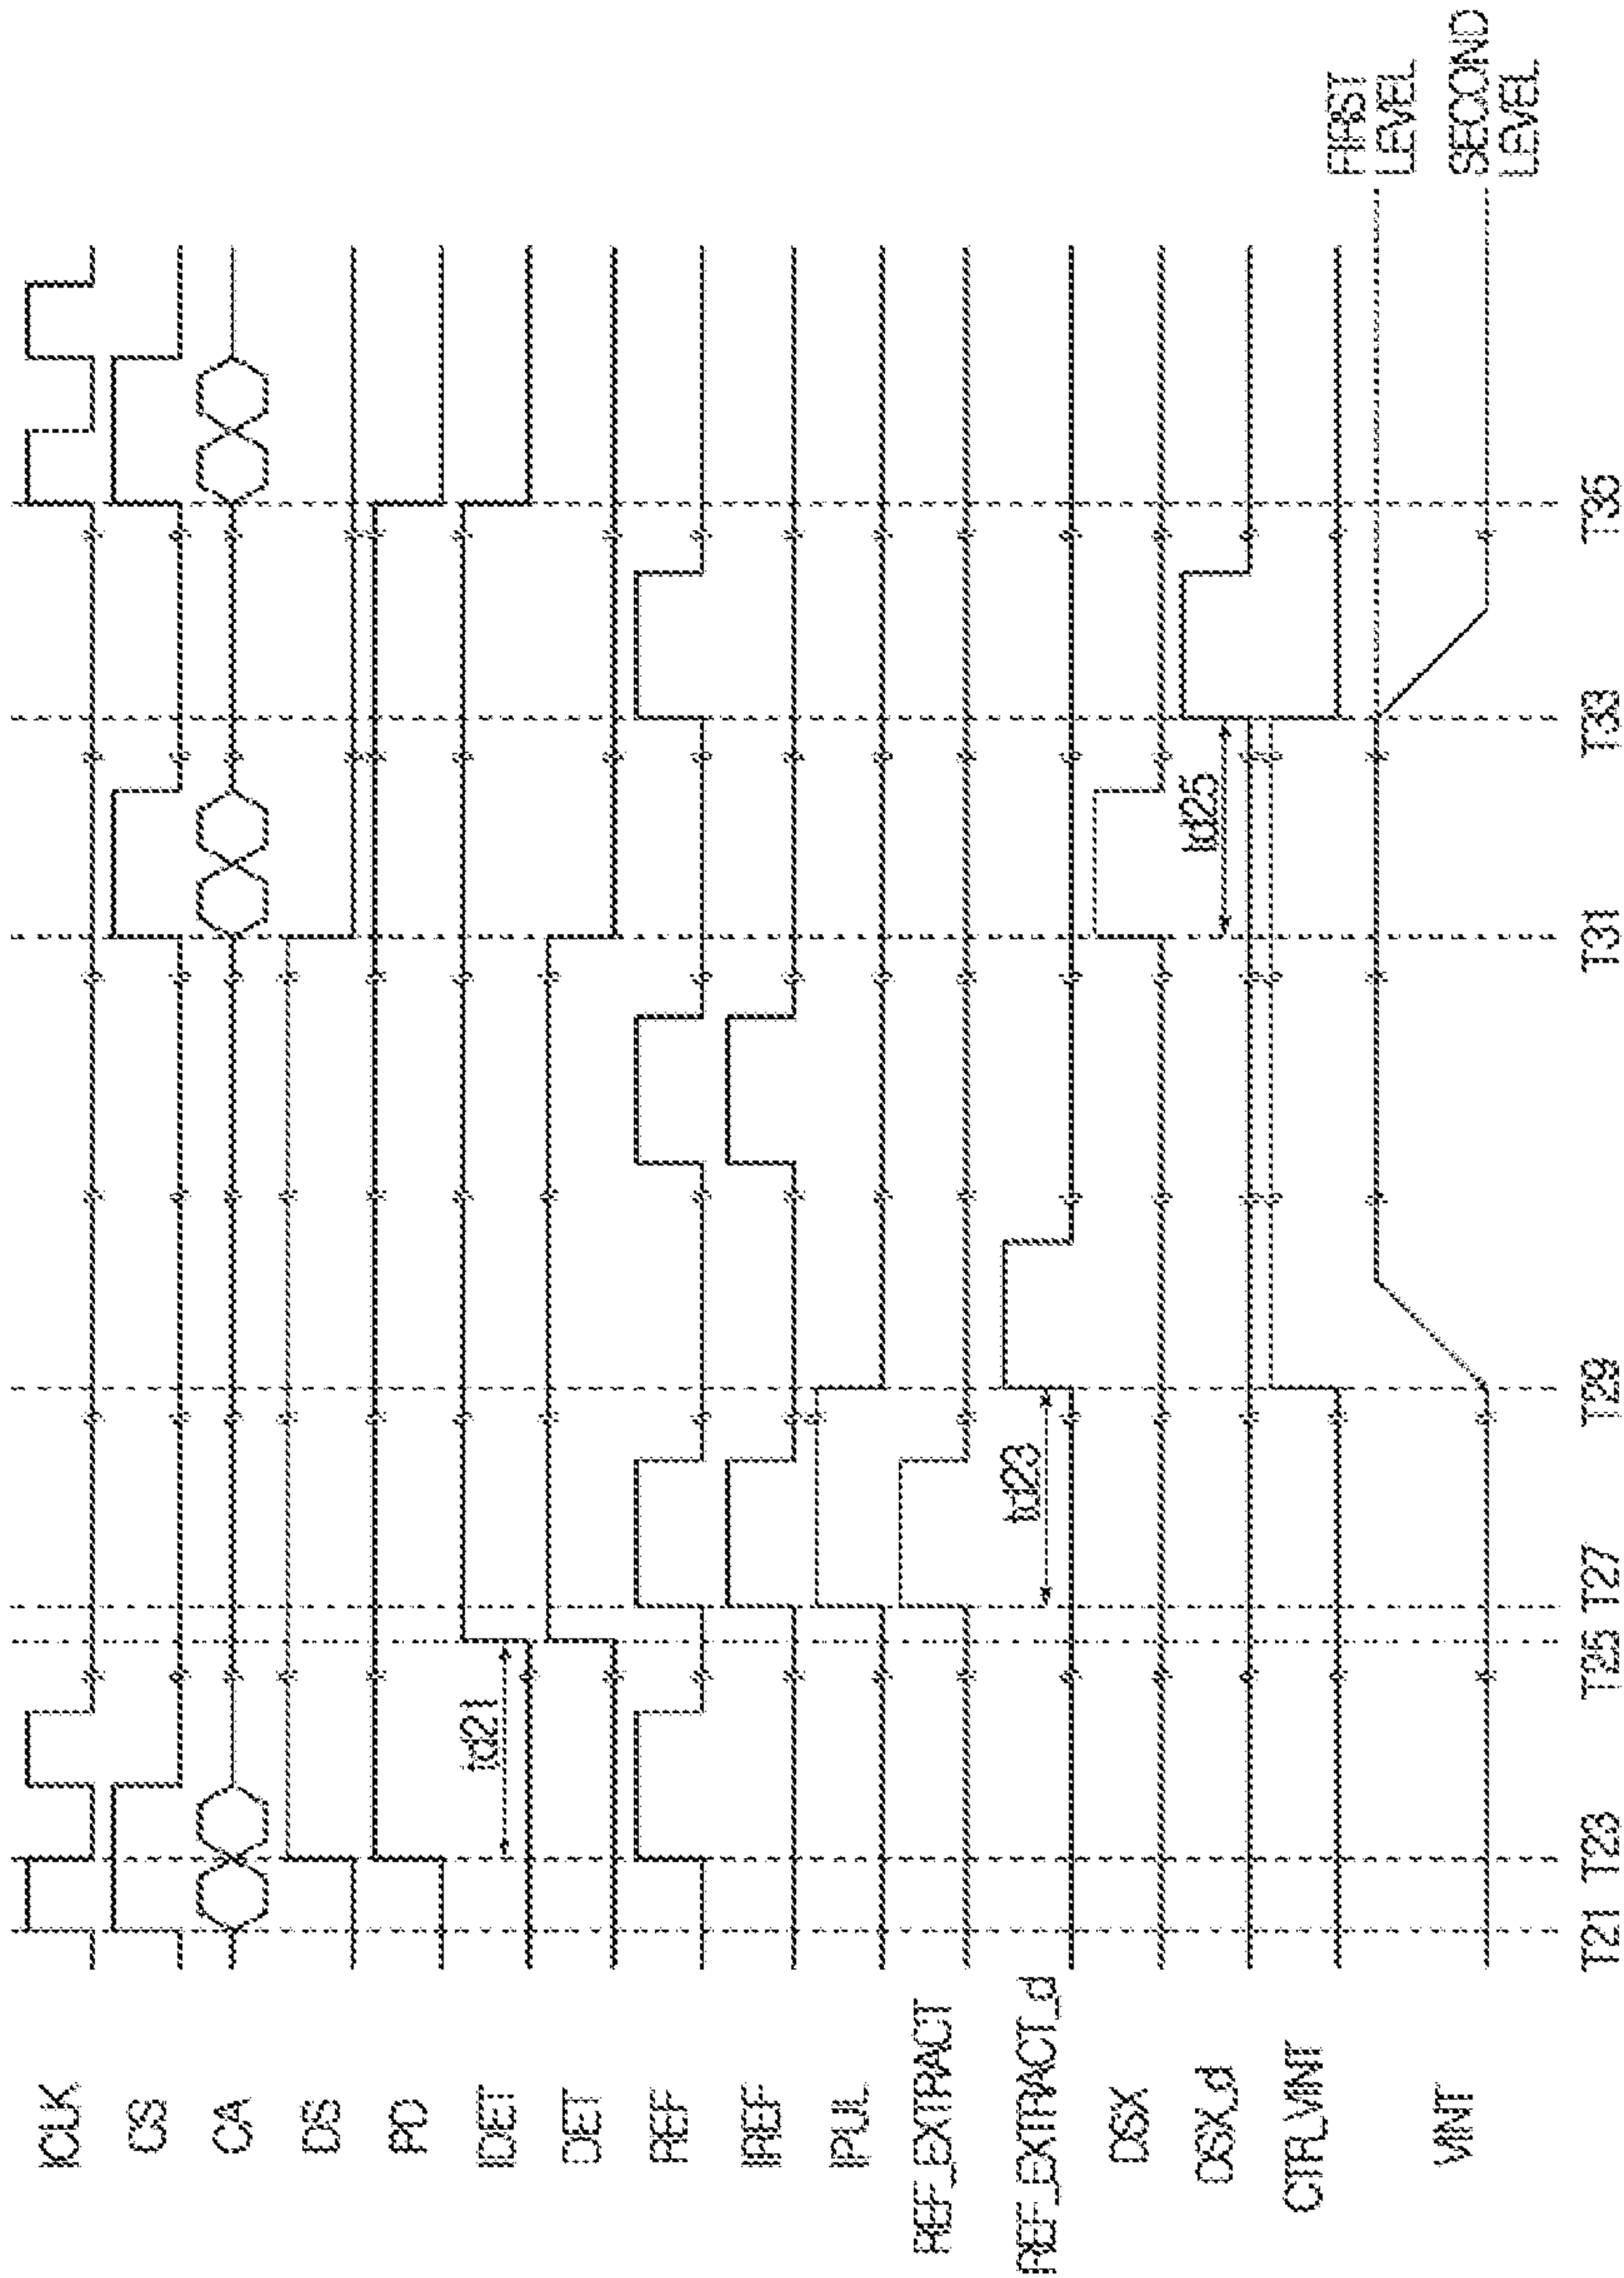 ICLK
CS
CA
DS
PD
IDET
td21
DET
REF
IREF
IPUL
REF_EXTRACT
REF_EXTRACT_d
td23
DSX
DSX_d
td25
CTR_VINT
VINT
FIRST
LEVEL
SECOND
LEVEL
T21
T23
T25
T27
T29
T31
T33
T35